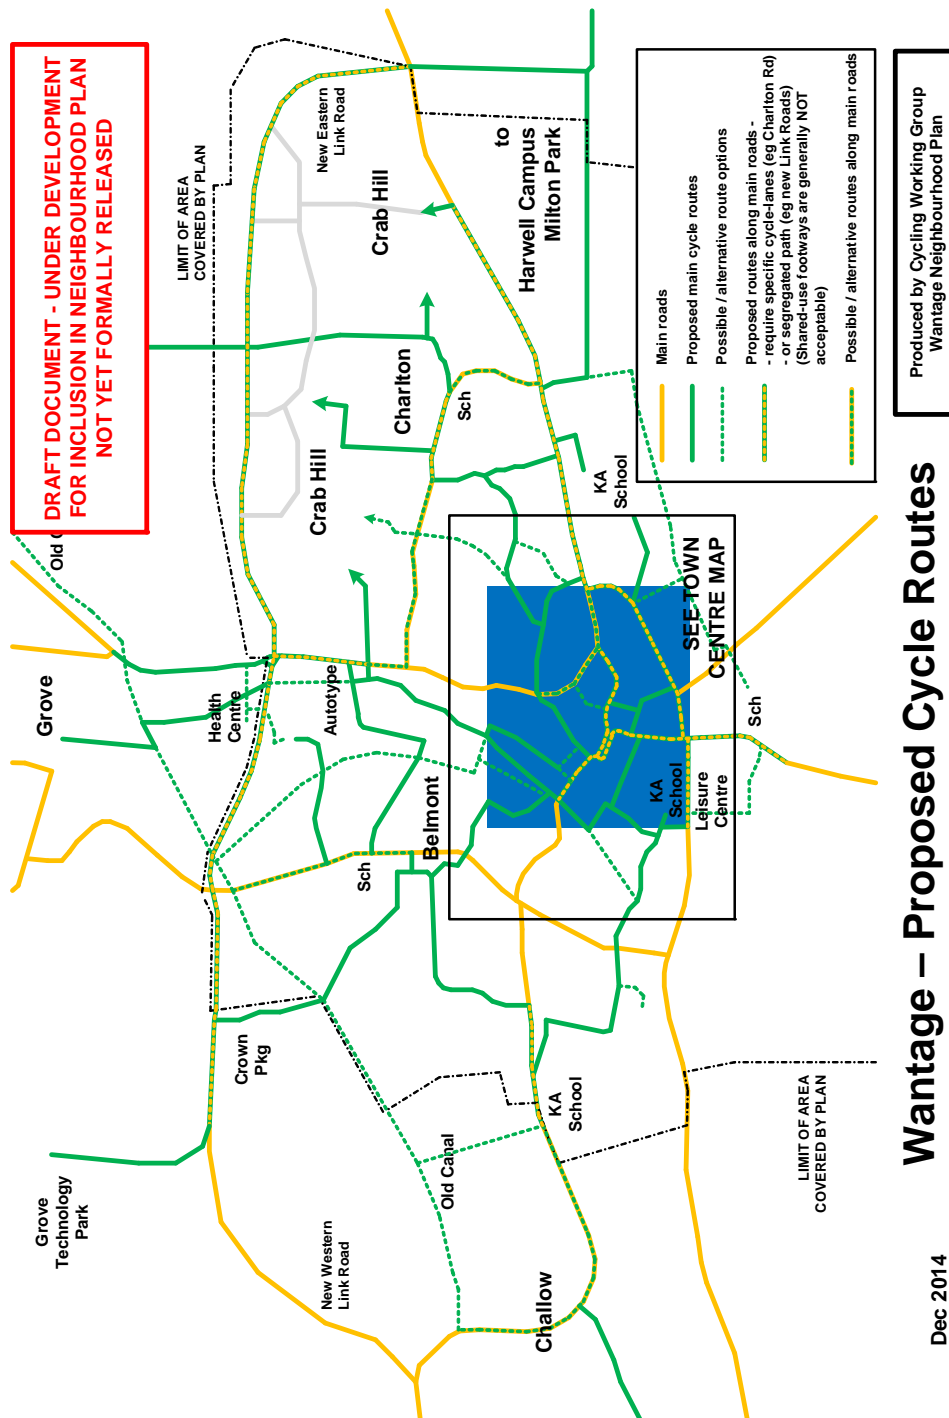 DRAFT DOCUMENT - UNDER DEVELOPMENT
FOR INCLUSION IN NEIGHBOURHOOD PLAN
NOT YET FORMALLY RELEASED
Grove
Technology
Park
Grove
Old
LIMIT OF AREA
COVERED BY PLAN
New Eastern
Link Road
Crown
Pkg
Health
Centre
Autotype
Crab Hill
Crab Hill
New Western
Link Road
Sch
Belmont
Charlton
Sch
Old Canal
to
Harwell Campus
Milton Park
Challow
KA
School
KA
School
KA
School
Leisure
Centre
SEE TOWN
CENTRE MAP
Sch
LIMIT OF AREA
COVERED BY PLAN
Main roads
Proposed main cycle routes
Possible / alternative route options
Proposed routes along main roads -
- require specific cycle-lanes (eg Charlton Rd)
- or segregated path (eg new Link Roads)
(Shared-use footways are generally NOT
acceptable)
Possible / alternative routes along main roads
Dec 2014
Wantage – Proposed Cycle Routes
Produced by Cycling Working Group
Wantage Neighbourhood Plan